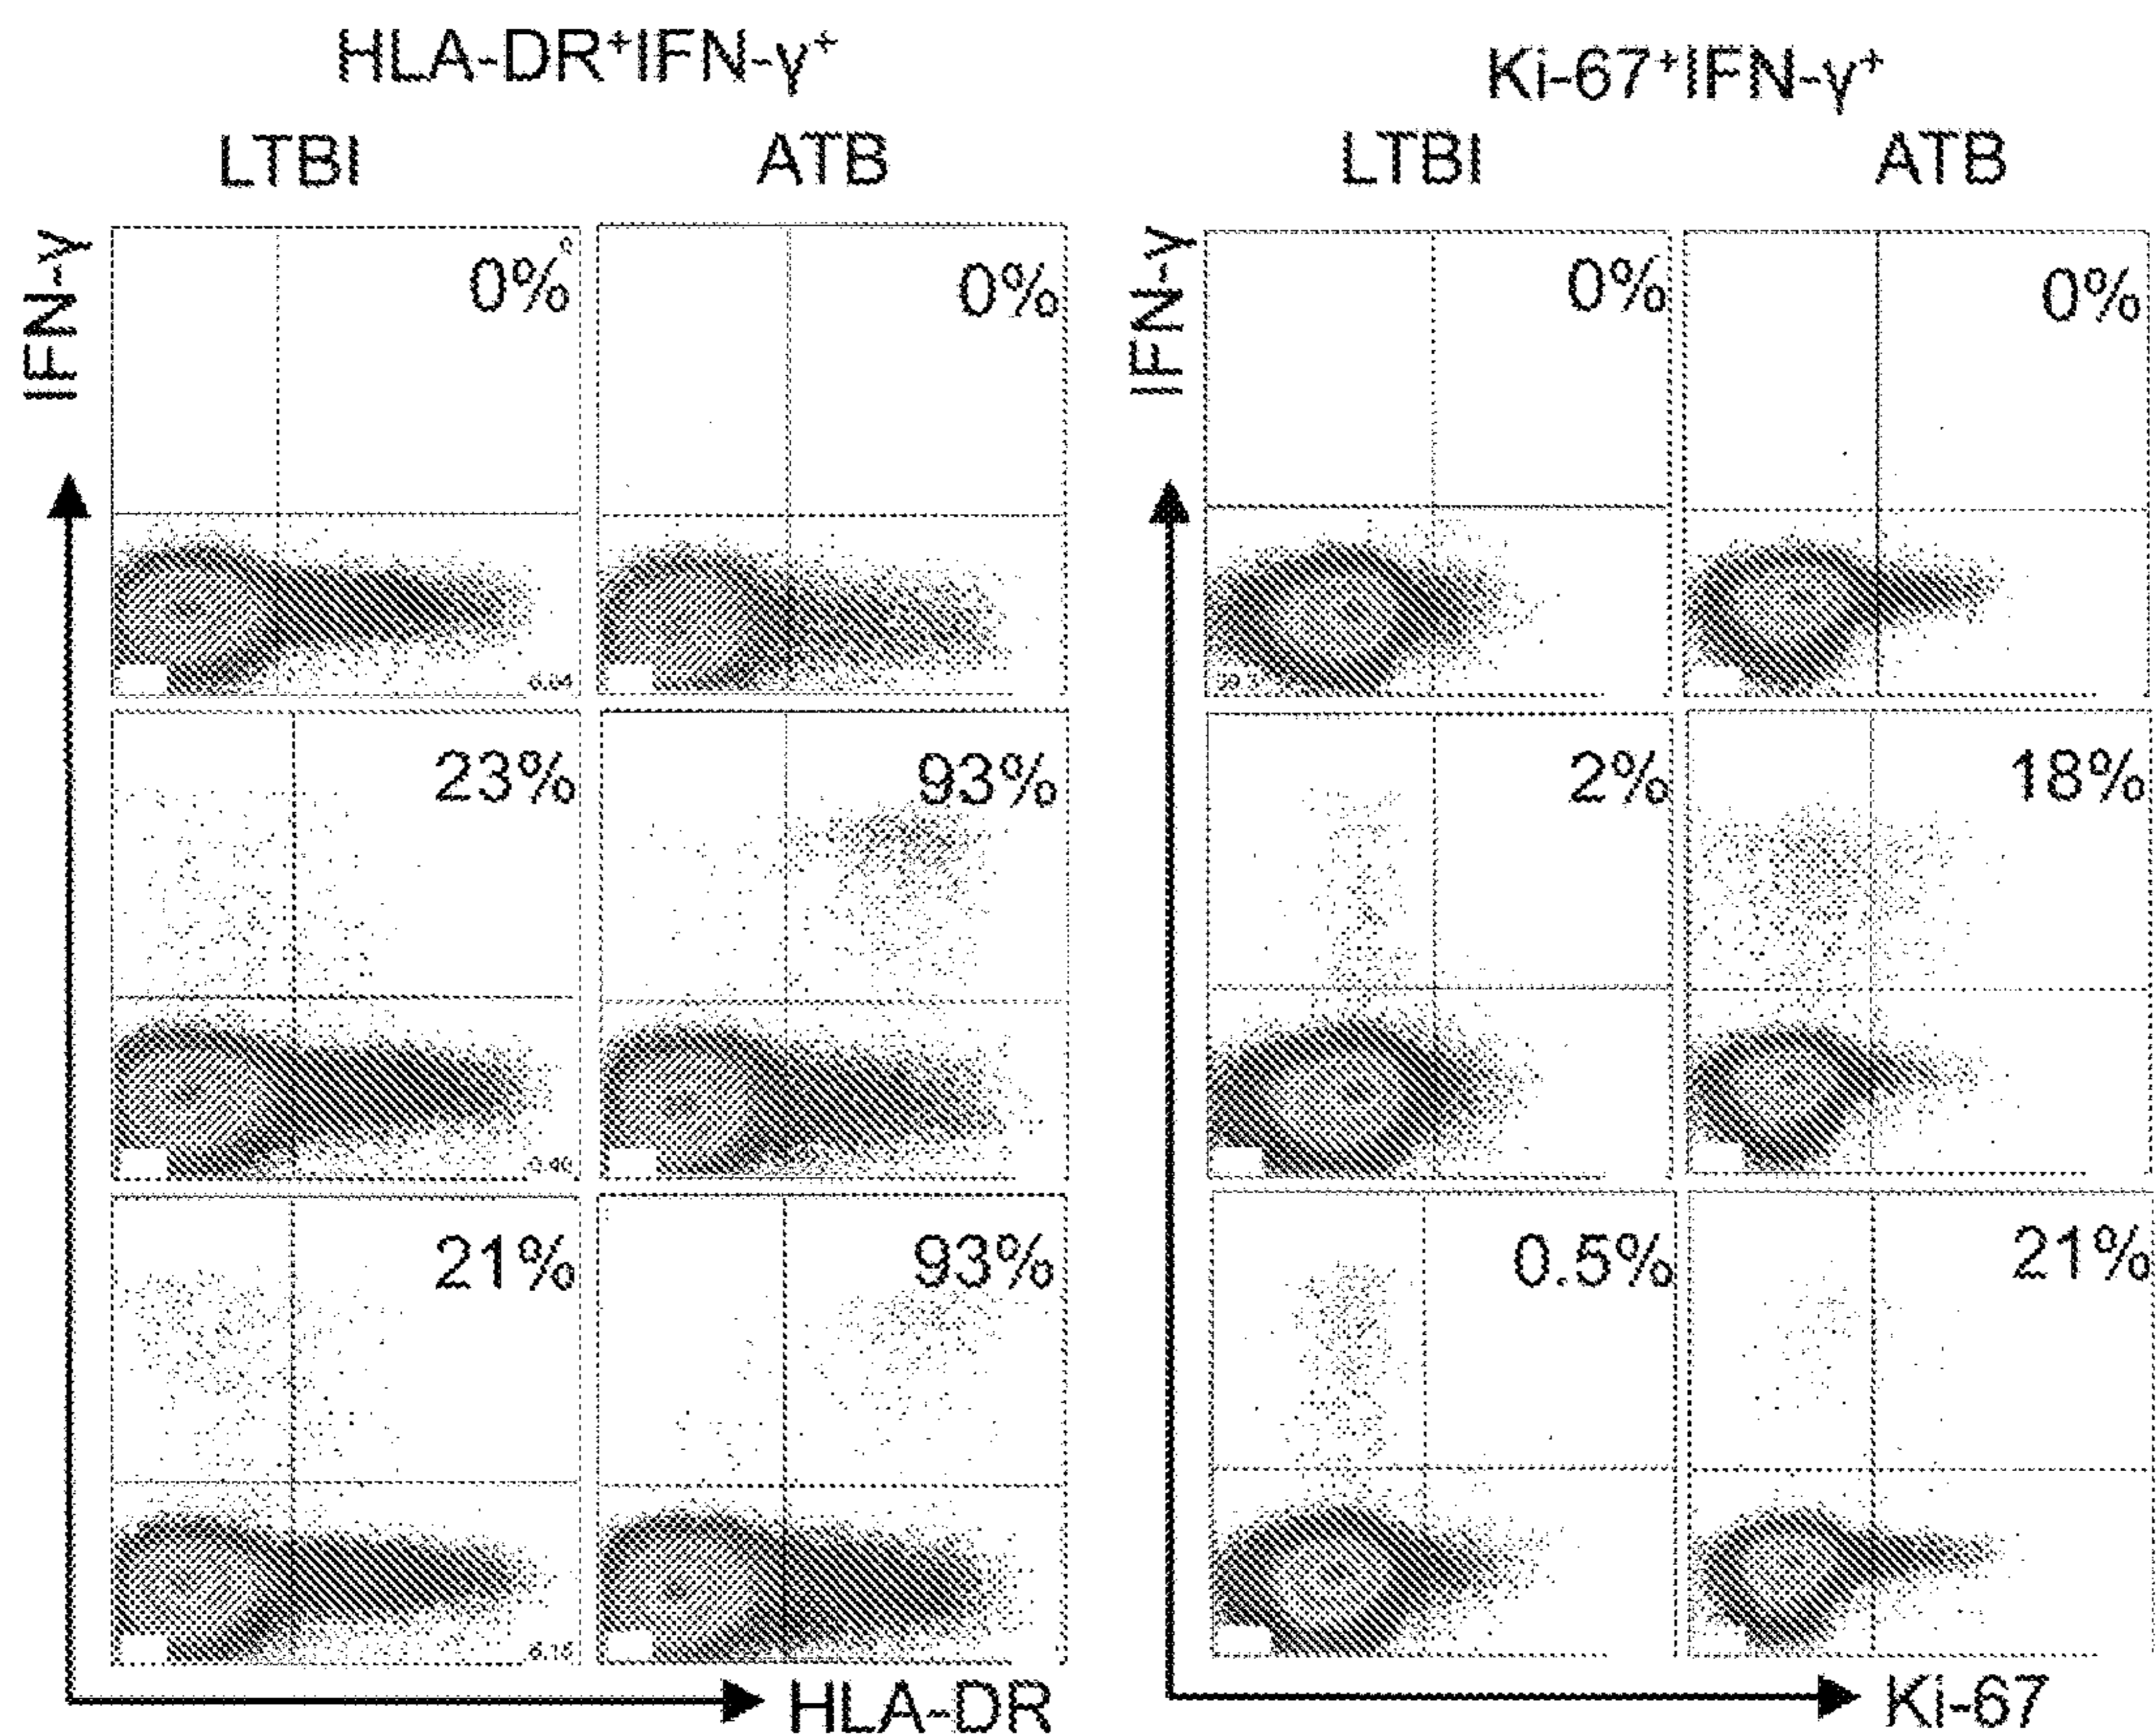 HLA-DR⁺IFN-γ⁺
Ki-67⁺IFN-γ⁺
LTBI ATB LTBI ATB
IFN-γ
0% 0%
IFN-γ
0% 0%
23% 93% 2% 18%
21% 93% 0.5% 21%
HLA-DR
Ki-67